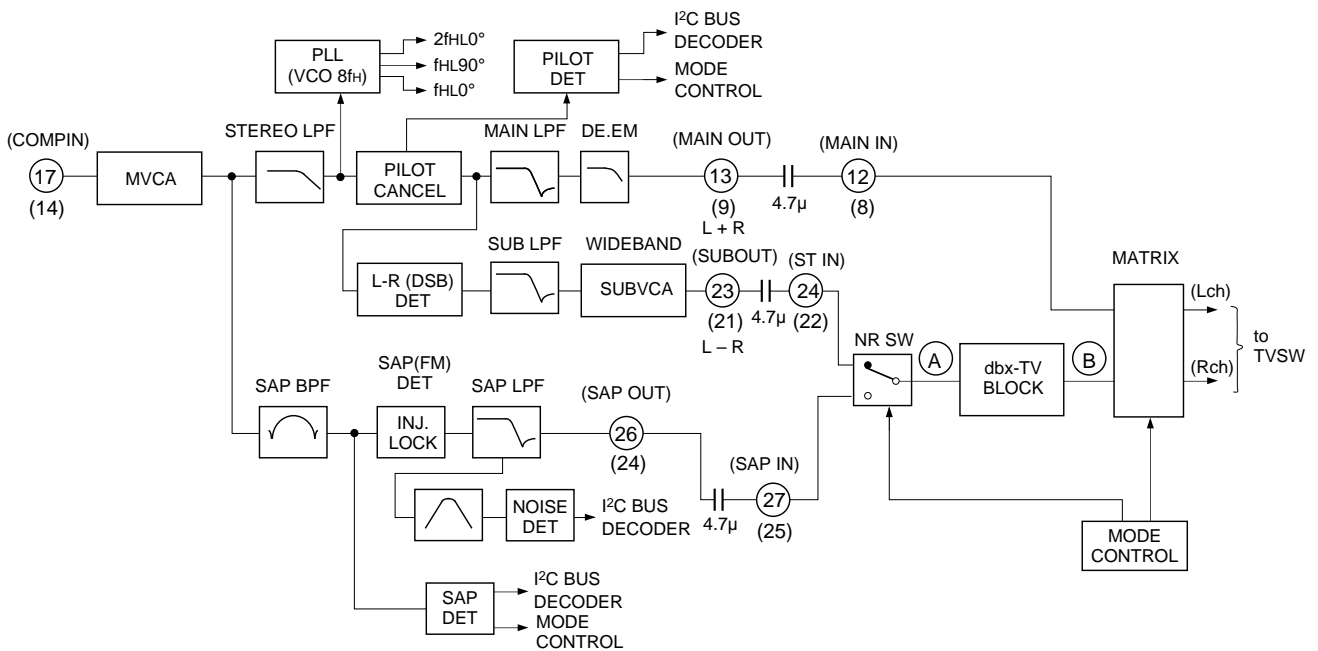 I²C BUS
DECODER
2fHL0°
PLL
(VCO 8fH)
fHL90°
fHL0°
PILOT
DET
MODE
CONTROL
STEREO LPF
MAIN LPF
DE.EM
(MAIN OUT)
(MAIN IN)
(COMPIN)
17
(14)
MVCA
PILOT
CANCEL
13
(9)
L + R
4.7µ
12
(8)
SUB LPF
WIDEBAND
(SUBOUT)
(ST IN)
MATRIX
L-R (DSB)
DET
SUBVCA
23
(21)
L – R
4.7µ
24
(22)
(Lch)
(Rch)
to
TVSW
NR SW
A
dbx-TV
BLOCK
B
SAP BPF
SAP(FM)
DET
SAP LPF
(SAP OUT)
INJ.
LOCK
26
(24)
(SAP IN)
4.7µ
27
(25)
NOISE
DET
I²C BUS
DECODER
MODE
CONTROL
SAP
DET
I²C BUS
DECODER
MODE
CONTROL